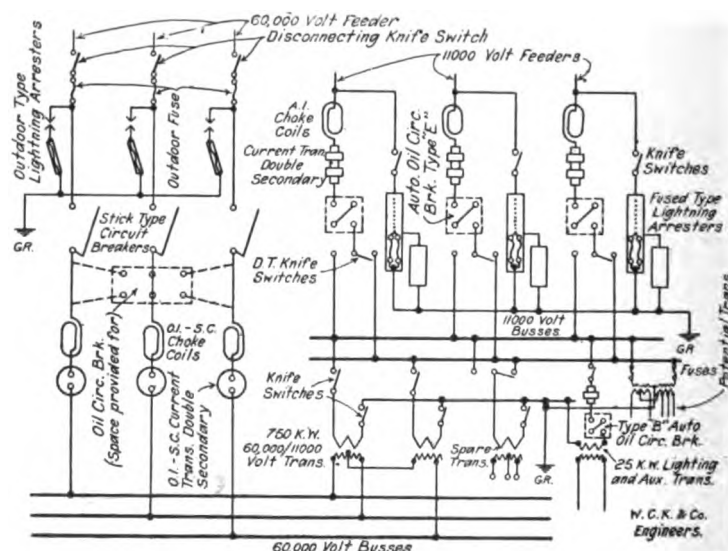 60,000 Volt Feeder
Disconnecting Knife Switch
11000 Volt Feeders
Outdoor Type
Lightning Arresters
Outdoor Fuse
A.I.
Choke
Coils
Current Tran.
Double
Secondary
Auto. Oil Circ.
Brk. Type "E"
Knife
Switches
Fused Type
Lightning
Arresters
GR.
Stick Type
Circuit
Breakers
D.T. Knife
Switches
11000 Volt
Busses
GR.
Oil Circ. Brk.
(Space provided for)
O.I.-S.C.
Choke
Coils
O.I.-S.C. Current
Trans. Double
Secondary
Knife
Switches
Fuses
Potential Trans.
750 K.W.
60,000/11000
Volt Trans.
Spare
Trans.
GR.
Type "B" Auto
Oil Circ. Brk.
25 K.W. Lighting
and Aux. Trans.
W. C. K. & Co.
Engineers.
60,000 Volt Busses